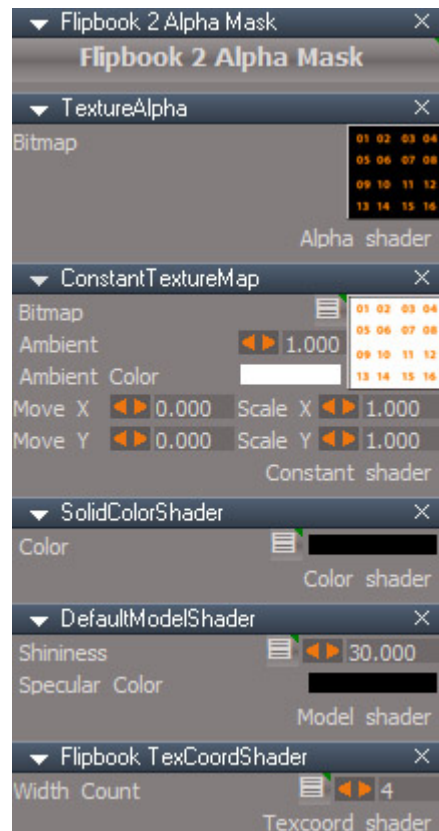 Flipbook 2 Alpha Mask
Flipbook 2 Alpha Mask
TextureAlpha
Bitmap
01 02 03 04
05 06 07 08
09 10 11 12
13 14 15 16
Alpha shader
ConstantTextureMap
Bitmap
01 02 03 04
05 06 07 08
09 10 11 12
13 14 15 16
Ambient 1.000
Ambient Color
Move X 0.000 Scale X 1.000
Move Y 0.000 Scale Y 1.000
Constant shader
SolidColorShader
Color
Color shader
DefaultModelShader
Shininess 30.000
Specular Color
Model shader
Flipbook TexCoordShader
Width Count 4
Texcoord shader